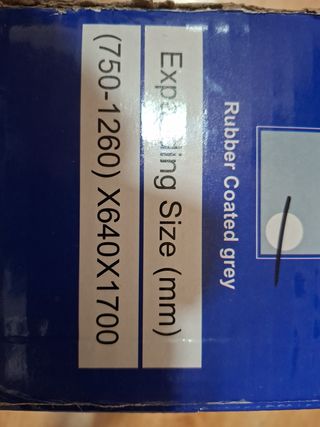 Rubber Coated grey
Expanding Size (mm)
(750-1260) X640X1700